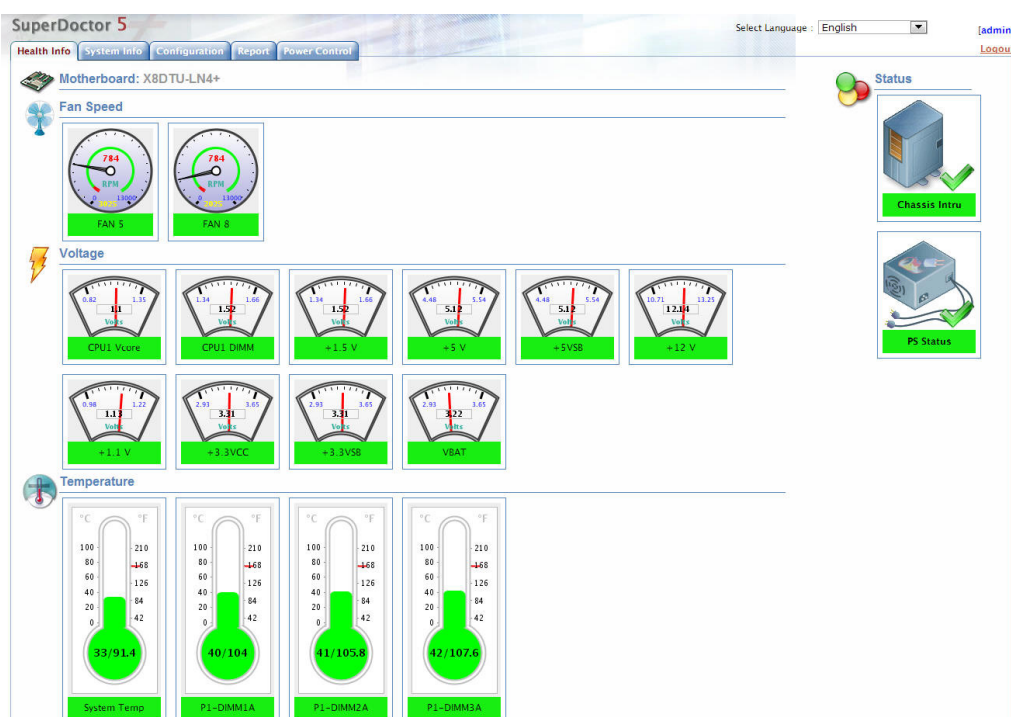 SuperDoctor 5
Select Language : English
[admin
Health Info System Info Configuration Report Power Control
Logou
Motherboard: X8DTU-LN4+
Status
Fan Speed
784 784
RPM RPM
0 13000 0 13000
3025 2025
FAN 5 FAN 8
Chassis Intru
Voltage
0.82 1.35 1.34 1.66 1.34 1.66 4.48 5.54 4.48 5.54 10.71 13.25
1.1 1.52 1.52 5.12 5.12 12.14
Volts Volts Volts Volts Volts Volts
CPU1 Vcore CPU1 DIMM +1.5 V +5 V +5VSB +12 V
PS Status
0.98 1.22 2.93 3.65 2.93 3.65 2.93 3.65
1.13 3.31 3.31 3.22
Volts Volts Volts Volts
+1.1 V +3.3VCC +3.3VSB VBAT
Temperature
°C °F °C °F °C °F °C °F
100 210 100 210 100 210 100 210
80 168 80 168 80 168 80 168
60 126 60 126 60 126 60 126
40 84 40 84 40 84 40 84
20 42 20 42 20 42 20 42
0 0 0 0
33/91.4 40/104 41/105.8 42/107.6
System Temp P1-DIMM1A P1-DIMM2A P1-DIMM3A